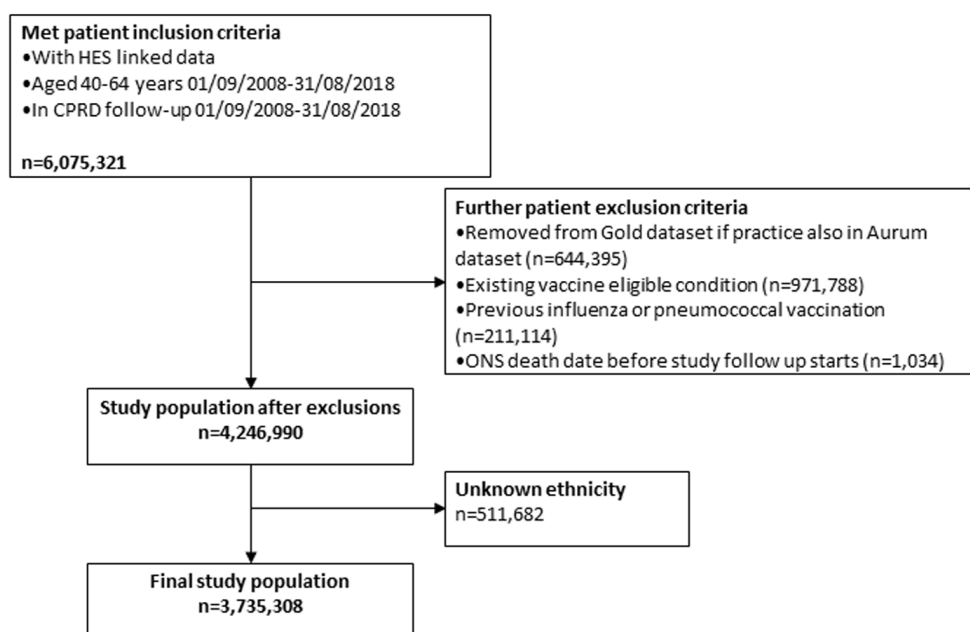 Met patient inclusion criteria
•With HES linked data
•Aged 40-64 years 01/09/2008-31/08/2018
•In CPRD follow-up 01/09/2008-31/08/2018
n=6,075,321
Further patient exclusion criteria
•Removed from Gold dataset if practice also in Aurum
dataset (n=644,395)
•Existing vaccine eligible condition (n=971,788)
•Previous influenza or pneumococcal vaccination
(n=211,114)
•ONS death date before study follow up starts (n=1,034)
Study population after exclusions
n=4,246,990
Unknown ethnicity
n=511,682
Final study population
n=3,735,308